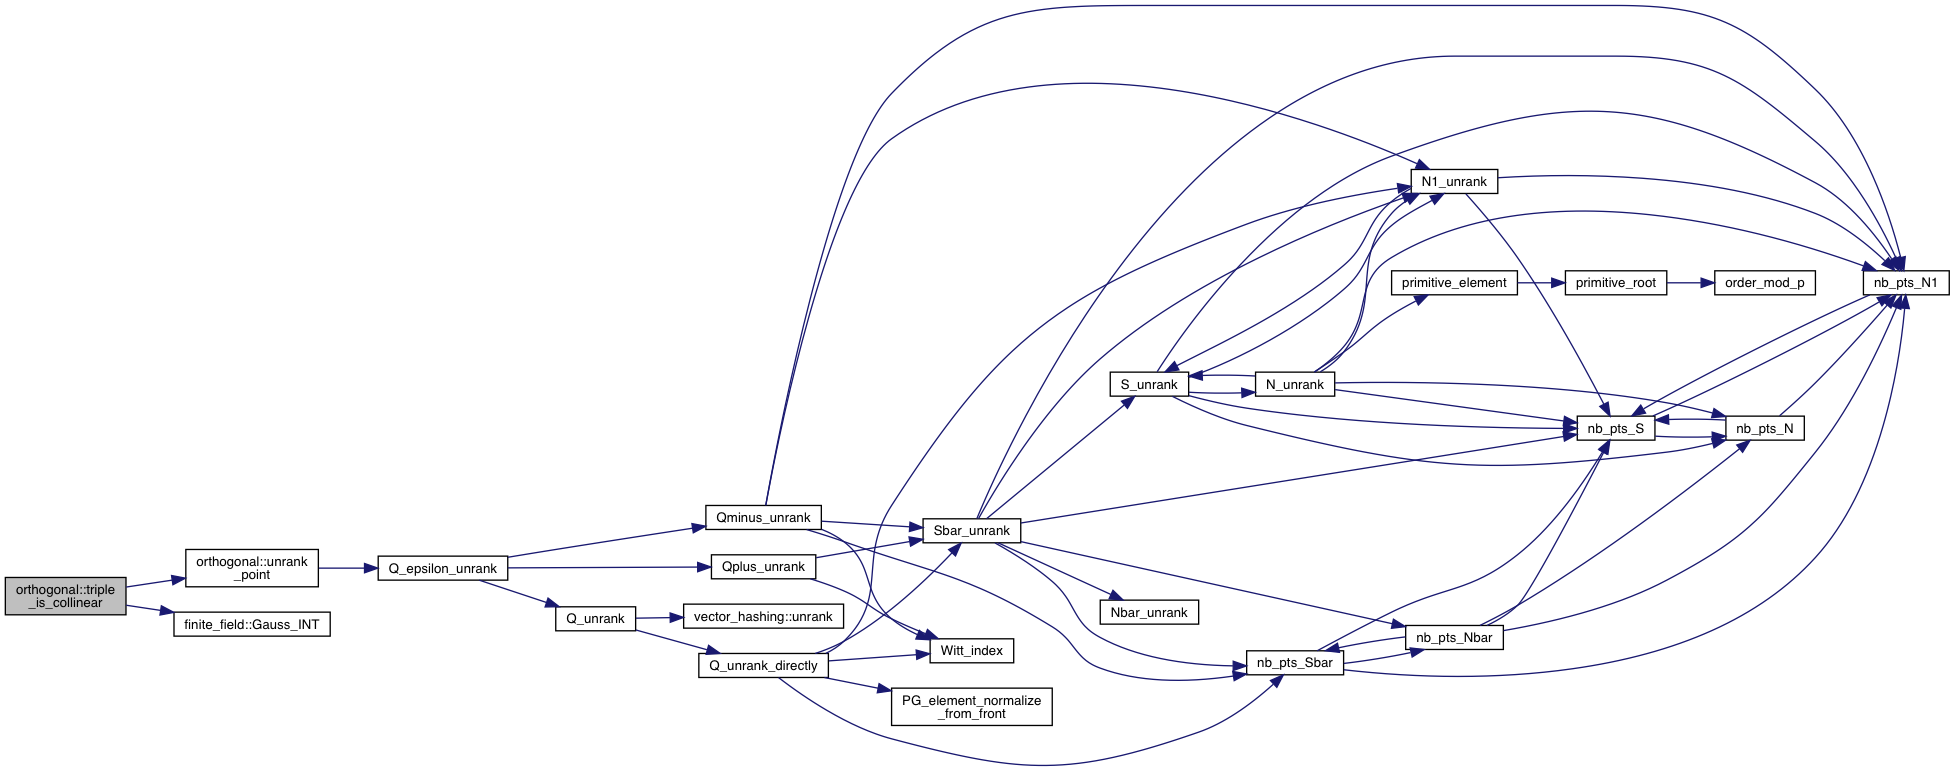 orthogonal::triple
_is_collinear
orthogonal::unrank
_point
finite_field::Gauss_INT
Q_epsilon_unrank
Qminus_unrank
Qplus_unrank
Q_unrank
vector_hashing::unrank
Q_unrank_directly
Sbar_unrank
Witt_index
PG_element_normalize
_from_front
S_unrank
Nbar_unrank
N_unrank
nb_pts_Sbar
N1_unrank
primitive_element
nb_pts_Nbar
primitive_root
nb_pts_S
order_mod_p
nb_pts_N
nb_pts_N1